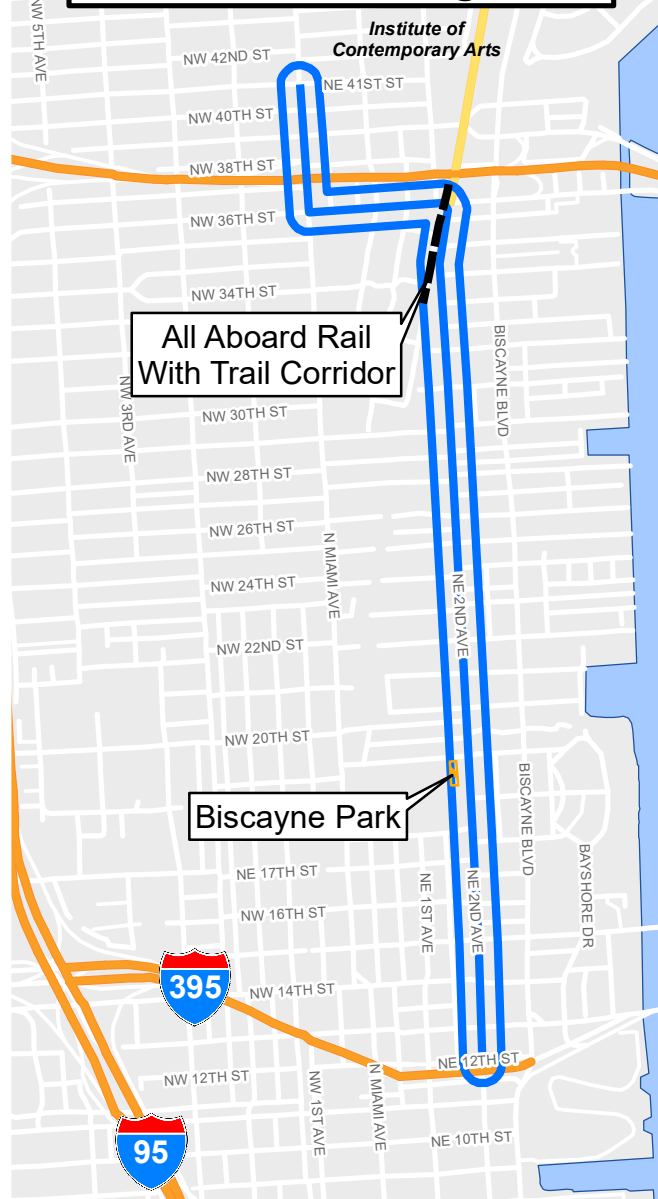 NW 5TH AVE
Institute of
Contemporary Arts
NW 42ND ST
NE 41ST ST
NW 40TH ST
NW 38TH ST
NW 36TH ST
NW 34TH ST
All Aboard Rail
With Trail Corridor
BISCAYNE BLVD
NW 3RD AVE
NW 30TH ST
NW 28TH ST
NW 26TH ST
N MIAMI AVE
NW 24TH ST
NE 2ND AVE
NW 22ND ST
NW 20TH ST
BISCAYNE BLVD
Biscayne Park
BAYSHORE DR
NE 17TH ST
NE 1ST AVE
NE 2ND AVE
NW 16TH ST
395
NW 14TH ST
NE 12TH ST
NW 12TH ST
NW 1ST AVE
N MIAMI AVE
95
NE 10TH ST